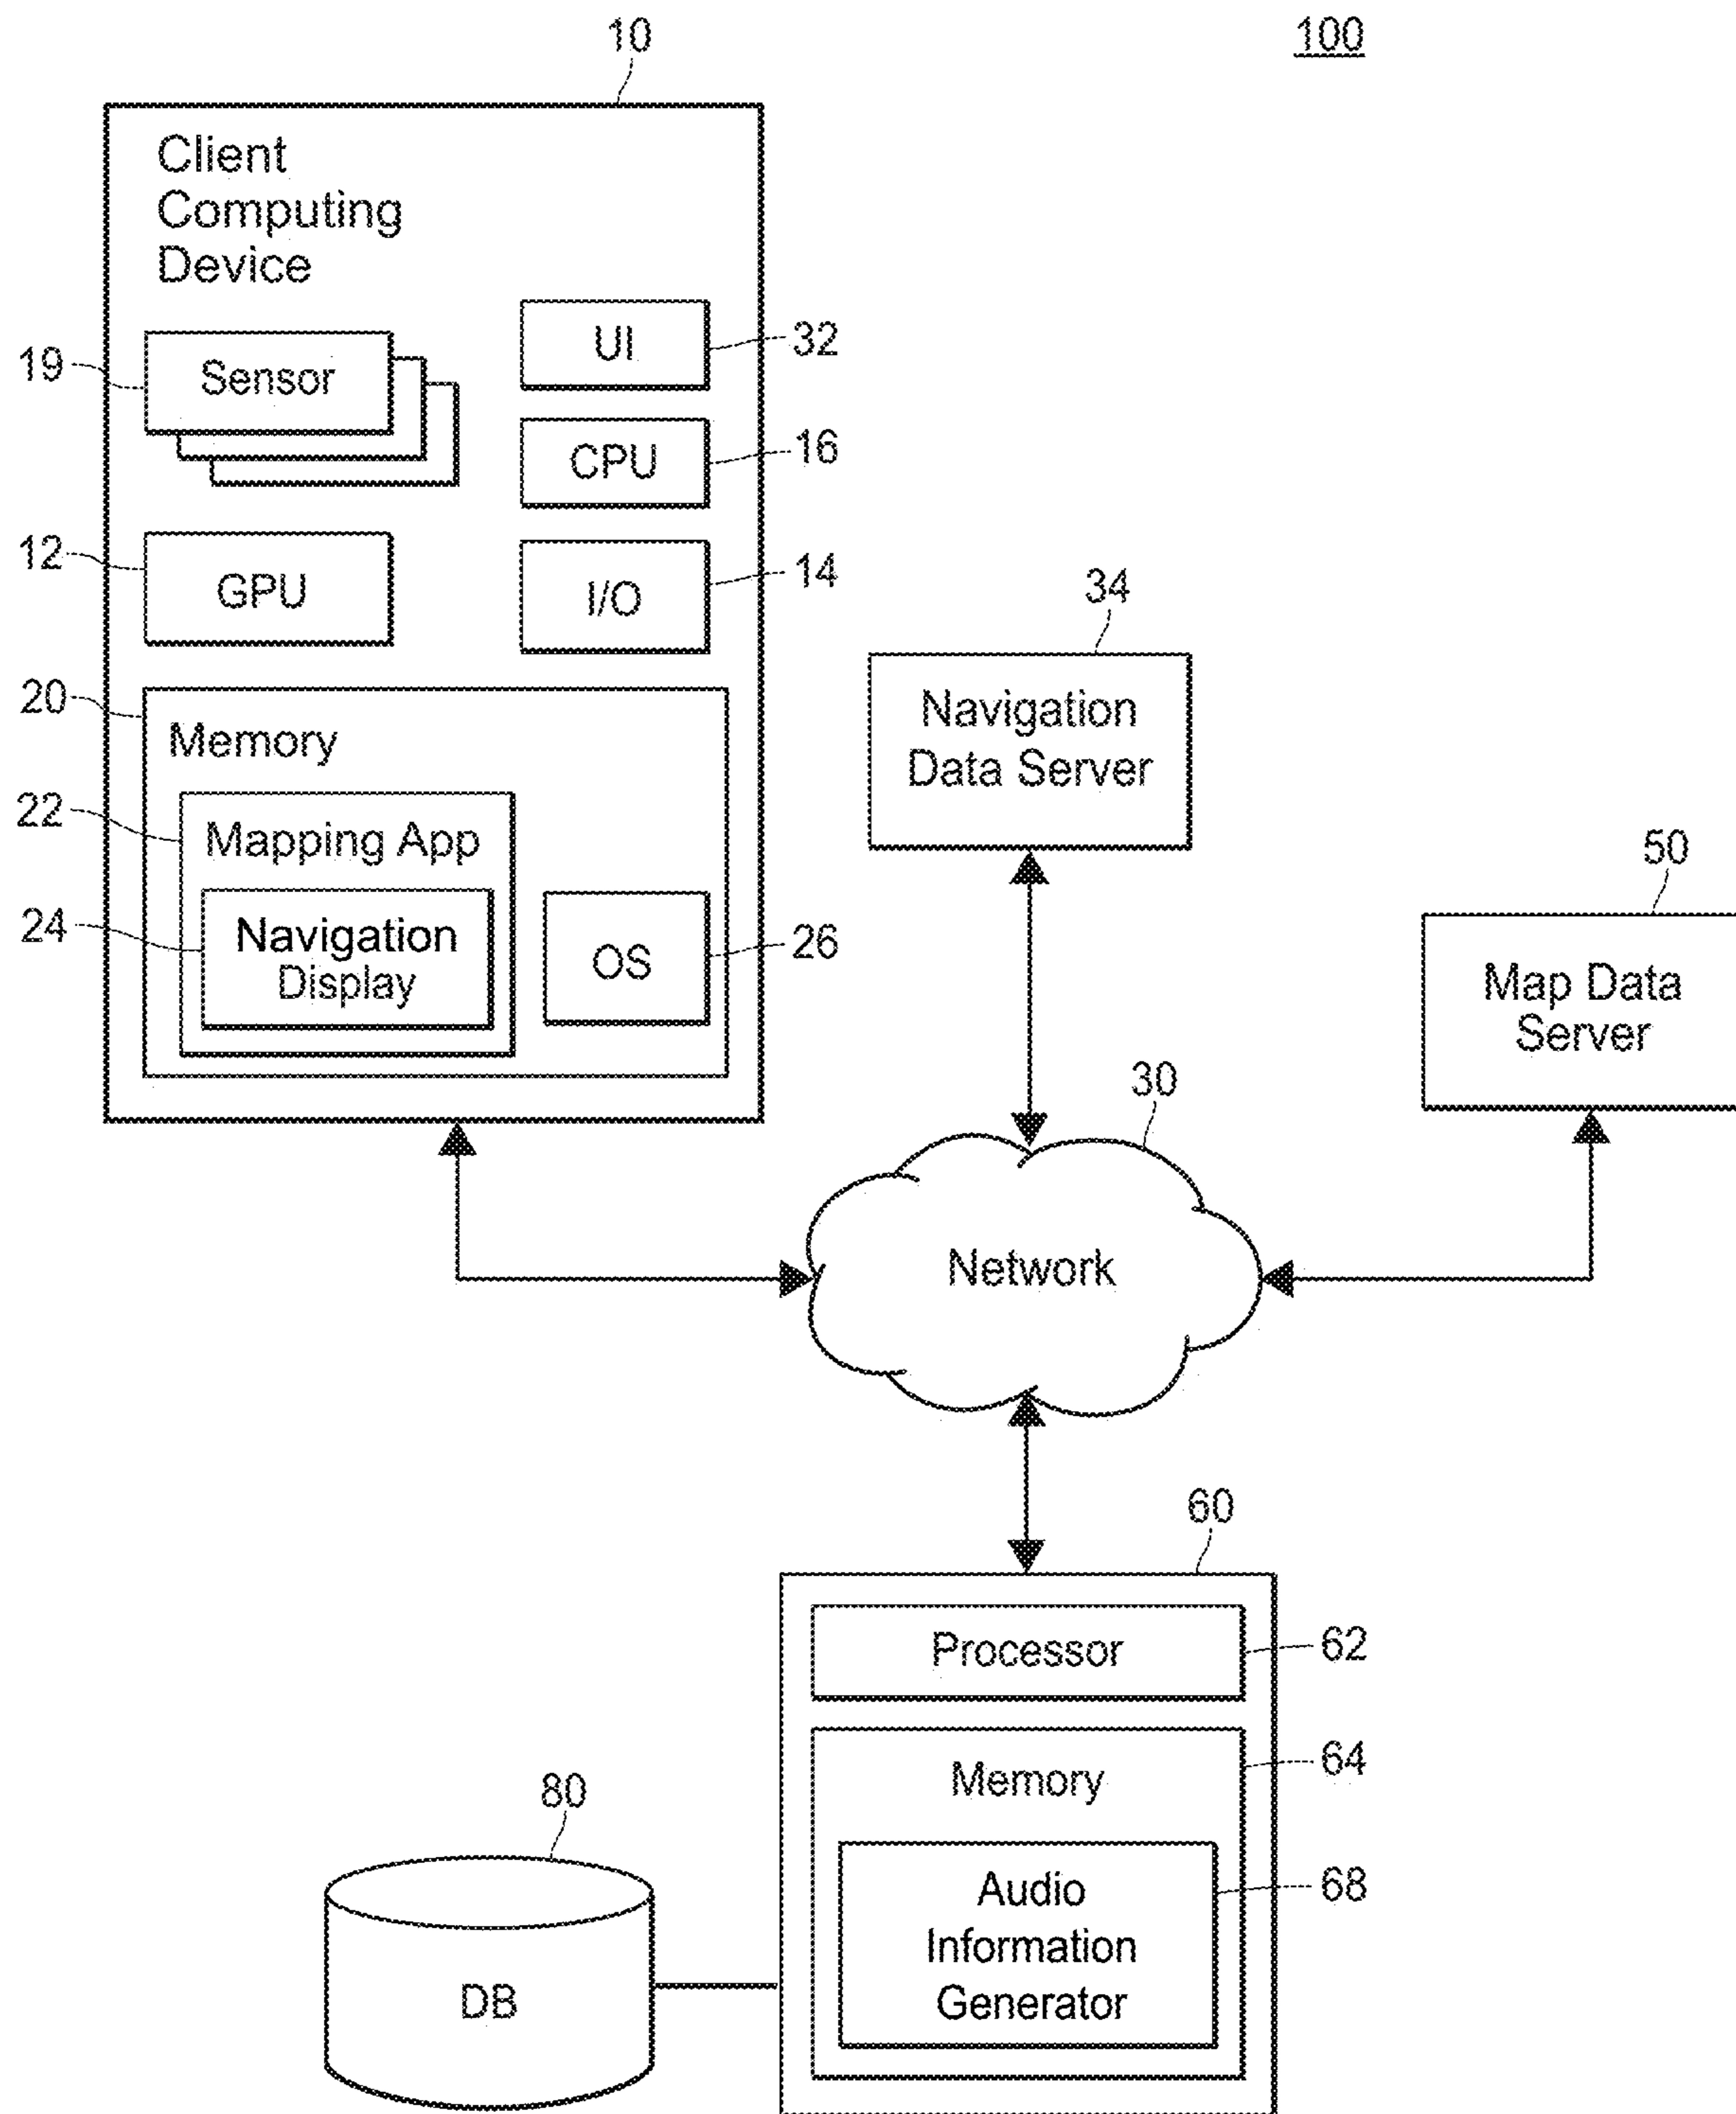 100
10
Client
Computing
Device
19
Sensor
UI
32
CPU
16
12
GPU
I/O
14
20
Memory
22
Mapping App
24
Navigation
Display
OS
26
34
Navigation
Data Server
50
Map Data
Server
30
Network
60
Processor
62
Memory
64
Audio
Information
Generator
68
80
DB